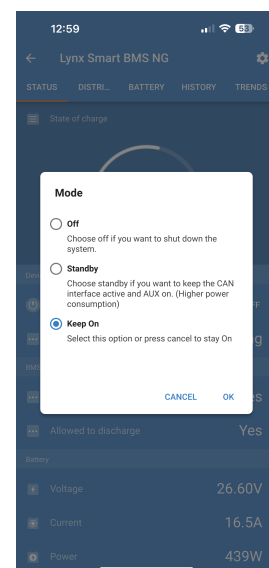 12:59
53
Lynx Smart BMS NG
STATUS DISTRI... BATTERY HISTORY TRENDS
State of charge
Mode
Off
Choose off if you want to shut down the
system.
Standby
Choose standby if you want to keep the CAN
interface active and AUX on. (Higher power
consumption)
Keep On
Select this option or press cancel to stay On
CANCEL OK
BMS
Allowed to discharge Yes
Battery
Voltage 26.60V
Current 16.5A
Power 439W